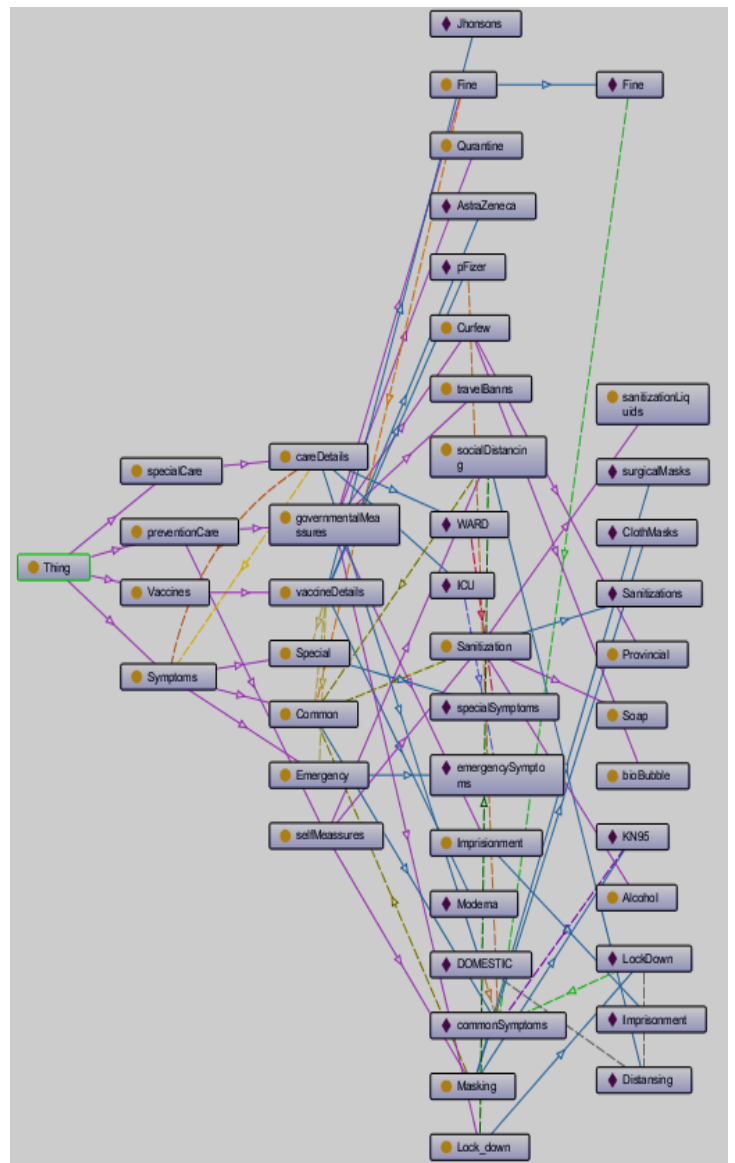 Thing
specialCare
preventionCare
Vaccines
Symptoms
careDetails
governmentalMea
ssures
vaccineDetails
Special
Common
Emergency
selfMeassures
Jhonsons
Fine
Qurantine
AstraZeneca
pFizer
Curfew
travelBanns
socialDistancin
g
WARD
ICU
Sanitization
specialSymptoms
emergencySympto
ms
Imprisionment
Moderna
DOMESTIC
commonSymptoms
Masking
Lock_down
Fine
sanitizationLiq
uids
surgicalMasks
ClothMasks
Sanitizations
Provincial
Soap
bioBubble
KN95
Alcohol
LockDown
Imprisonment
Distansing